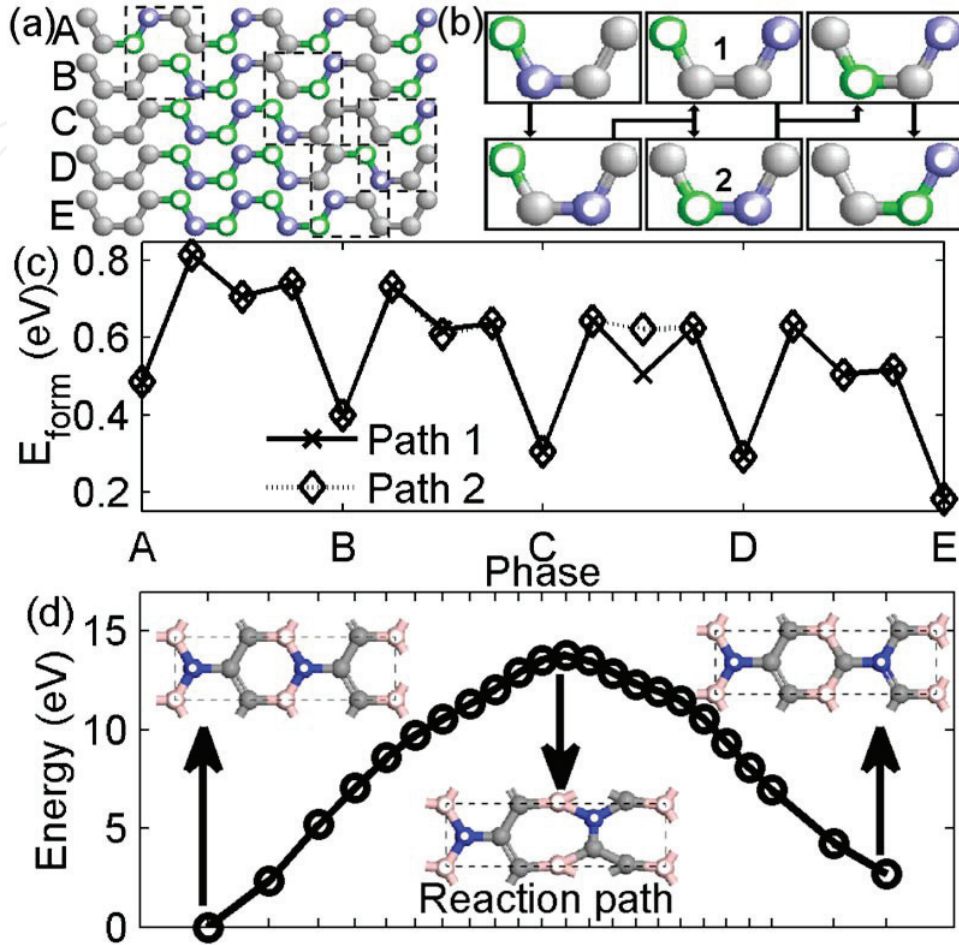 (a)
A
B
C
D
E
(b)
1
2
(c)
E_form (eV)
0.8
0.6
0.4
0.2
Path 1
Path 2
A B C D E
Phase
(d)
Energy (eV)
15
10
5
0
Reaction path